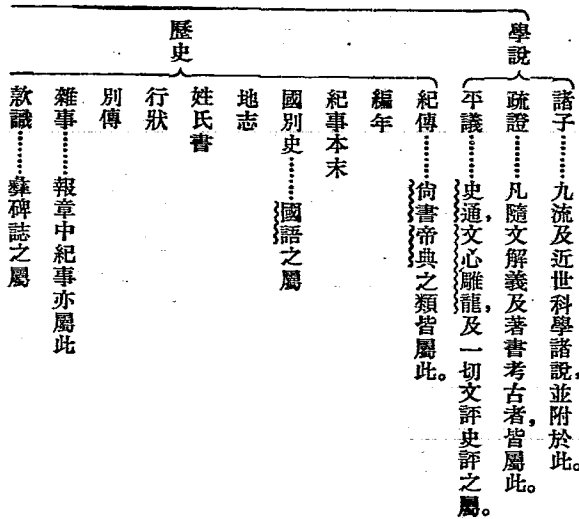 學說
諸子………九流及近世科學諸說，並附於此。
疏證………凡隨文解義及著書考古者，皆屬此。
平議………史通，文心雕龍，及一切文評史評之屬。
歷史
紀傳………尚書帝典之類皆屬此。
編年
紀事本末
國別史………國語之屬
地志
姓氏書
行狀
別傳
雜事………報章中紀事亦屬此
款識………彝碑誌之屬